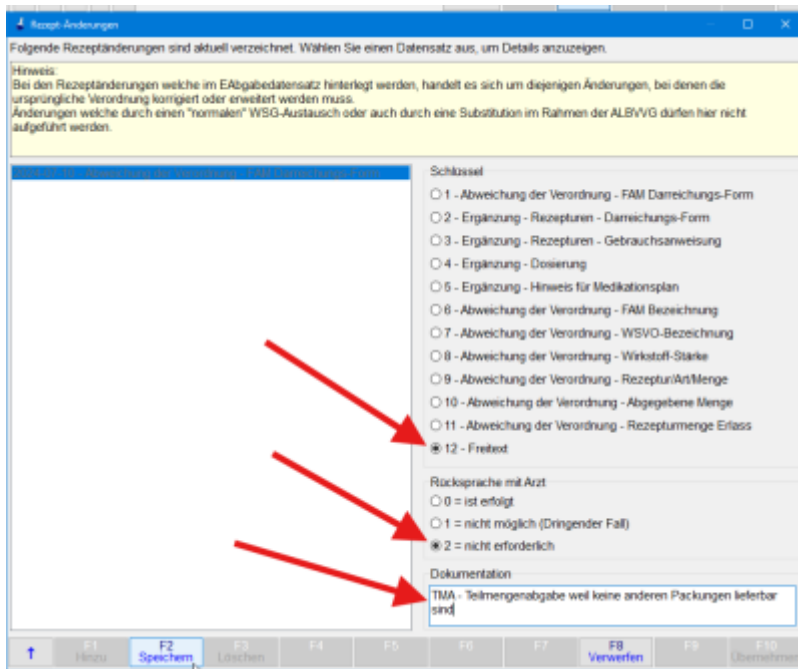 Rezept-Änderungen
Folgende Rezeptänderungen sind aktuell verzeichnet. Wählen Sie einen Datensatz aus, um Details anzuzeigen.
Hinweis:
Bei den Rezeptänderungen welche im EAbgabedatensatz hinterlegt werden, handelt es sich um diejenigen Änderungen, bei denen die
ursprüngliche Verordnung korrigiert oder erweitert werden muss.
Änderungen welche durch einen "normalen" WSG-Austausch oder auch durch eine Substitution im Rahmen der ALBVVG dürfen hier nicht
aufgeführt werden.
Abweichung der Verordnung - FAM Darreichungs-Form
Schlüssel
1 - Abweichung der Verordnung - FAM Darreichungs-Form
2 - Ergänzung - Rezepturen - Darreichungs-Form
3 - Ergänzung - Rezepturen - Gebrauchsanweisung
4 - Ergänzung - Dosierung
5 - Ergänzung - Hinweis für Medikationsplan
6 - Abweichung der Verordnung - FAM Bezeichnung
7 - Abweichung der Verordnung - WSVO-Bezeichnung
8 - Abweichung der Verordnung - Wirkstoff-Stärke
9 - Abweichung der Verordnung - Rezeptur/Art/Menge
10 - Abweichung der Verordnung - Abgegebene Menge
11 - Abweichung der Verordnung - Rezepturmenge Erlass
12 - Freitext
Rücksprache mit Arzt
0 = ist erfolgt
1 = nicht möglich (Dringender Fall)
2 = nicht erforderlich
Dokumentation
TMA - Teilmengenabgabe weil keine anderen Packungen lieferbar
sind
F1 F2 F3 F4 F5 F6 F7 F8 F9 F10
Hinzu Speichern Löschen Verwerfen Übernehmen